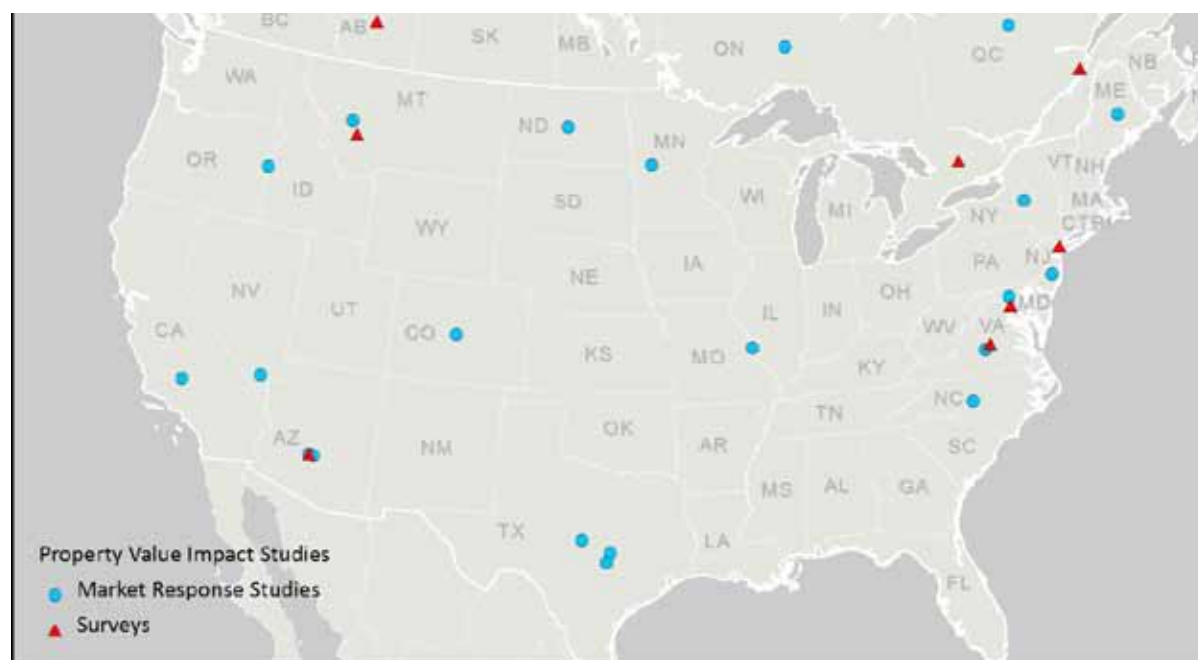 BC
AB
SK
MB
ON
QC
NB
ME
WA
MT
ND
MN
OR
ID
SD
WI
MI
VT NH
NY
MA
WY
IA
NE
PA
NJ
NV
UT
CO
IL
IN
OH
MD
WV
VA
CA
KS
MO
KY
NC
AZ
NM
OK
AR
TN
SC
MS
AL
GA
TX
LA
FL
Property Value Impact Studies
Market Response Studies
Surveys